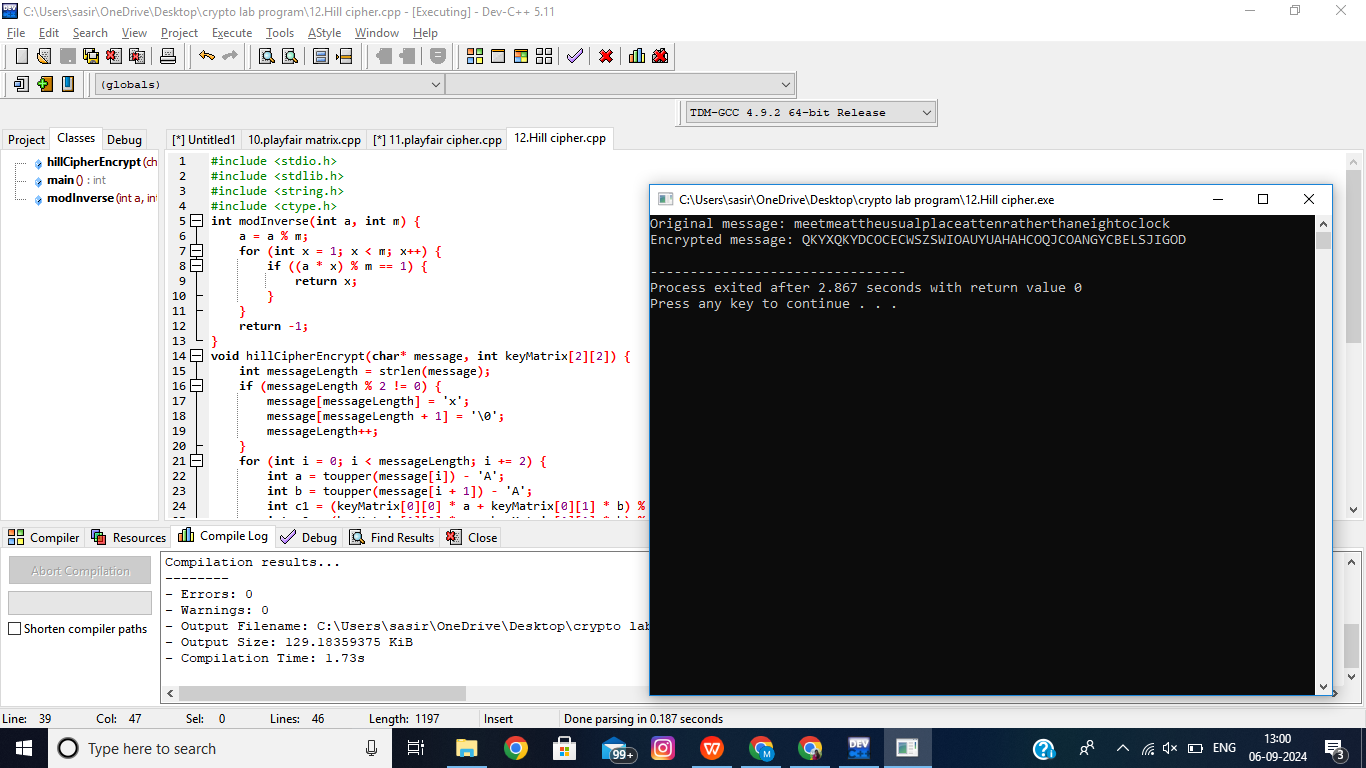 C:\Users\sasir\OneDrive\Desktop\crypto lab program\12.Hill cipher.cpp - [Executing] - Dev-C++ 5.11
File Edit Search View Project Execute Tools AStyle Window Help
(globals)
TDM-GCC 4.9.2 64-bit Release
Project Classes Debug
[*] Untitled1 10.playfair matrix.cpp [*] 11.playfair cipher.cpp 12.Hill cipher.cpp
hillCipherEncrypt (ch
main () : int
modInverse (int a, int
1 #include <stdio.h>
2 #include <stdlib.h>
3 #include <string.h>
4 #include <ctype.h>
5 int modInverse(int a, int m) {
6 a = a % m;
7 for (int x = 1; x < m; x++) {
8 if ((a * x) % m == 1) {
9 return x;
10 }
11 }
12 return -1;
13 }
14 void hillCipherEncrypt(char* message, int keyMatrix[2][2]) {
15 int messageLength = strlen(message);
16 if (messageLength % 2 != 0) {
17 message[messageLength] = 'x';
18 message[messageLength + 1] = '\0';
19 messageLength++;
20 }
21 for (int i = 0; i < messageLength; i += 2) {
22 int a = toupper(message[i]) - 'A';
23 int b = toupper(message[i + 1]) - 'A';
24 int c1 = (keyMatrix[0][0] * a + keyMatrix[0][1] * b) %
C:\Users\sasir\OneDrive\Desktop\crypto lab program\12.Hill cipher.exe
Original message: meetmeattheusualplaceattenratherthaneightoclock
Encrypted message: QKYXQKYDCOCECWSZSWIOAUYUAHAHCOQJCOANGYCBELSJIGOD
--------------------------------
Process exited after 2.867 seconds with return value 0
Press any key to continue . . .
Compiler Resources Compile Log Debug Find Results Close
Abort Compilation
Shorten compiler paths
Compilation results...
--------
- Errors: 0
- Warnings: 0
- Output Filename: C:\Users\sasir\OneDrive\Desktop\crypto lab
- Output Size: 129.18359375 KiB
- Compilation Time: 1.73s
Line: 39 Col: 47 Sel: 0 Lines: 46 Length: 1197 Insert Done parsing in 0.187 seconds
Type here to search
99+
ENG
13:00
06-09-2024
3